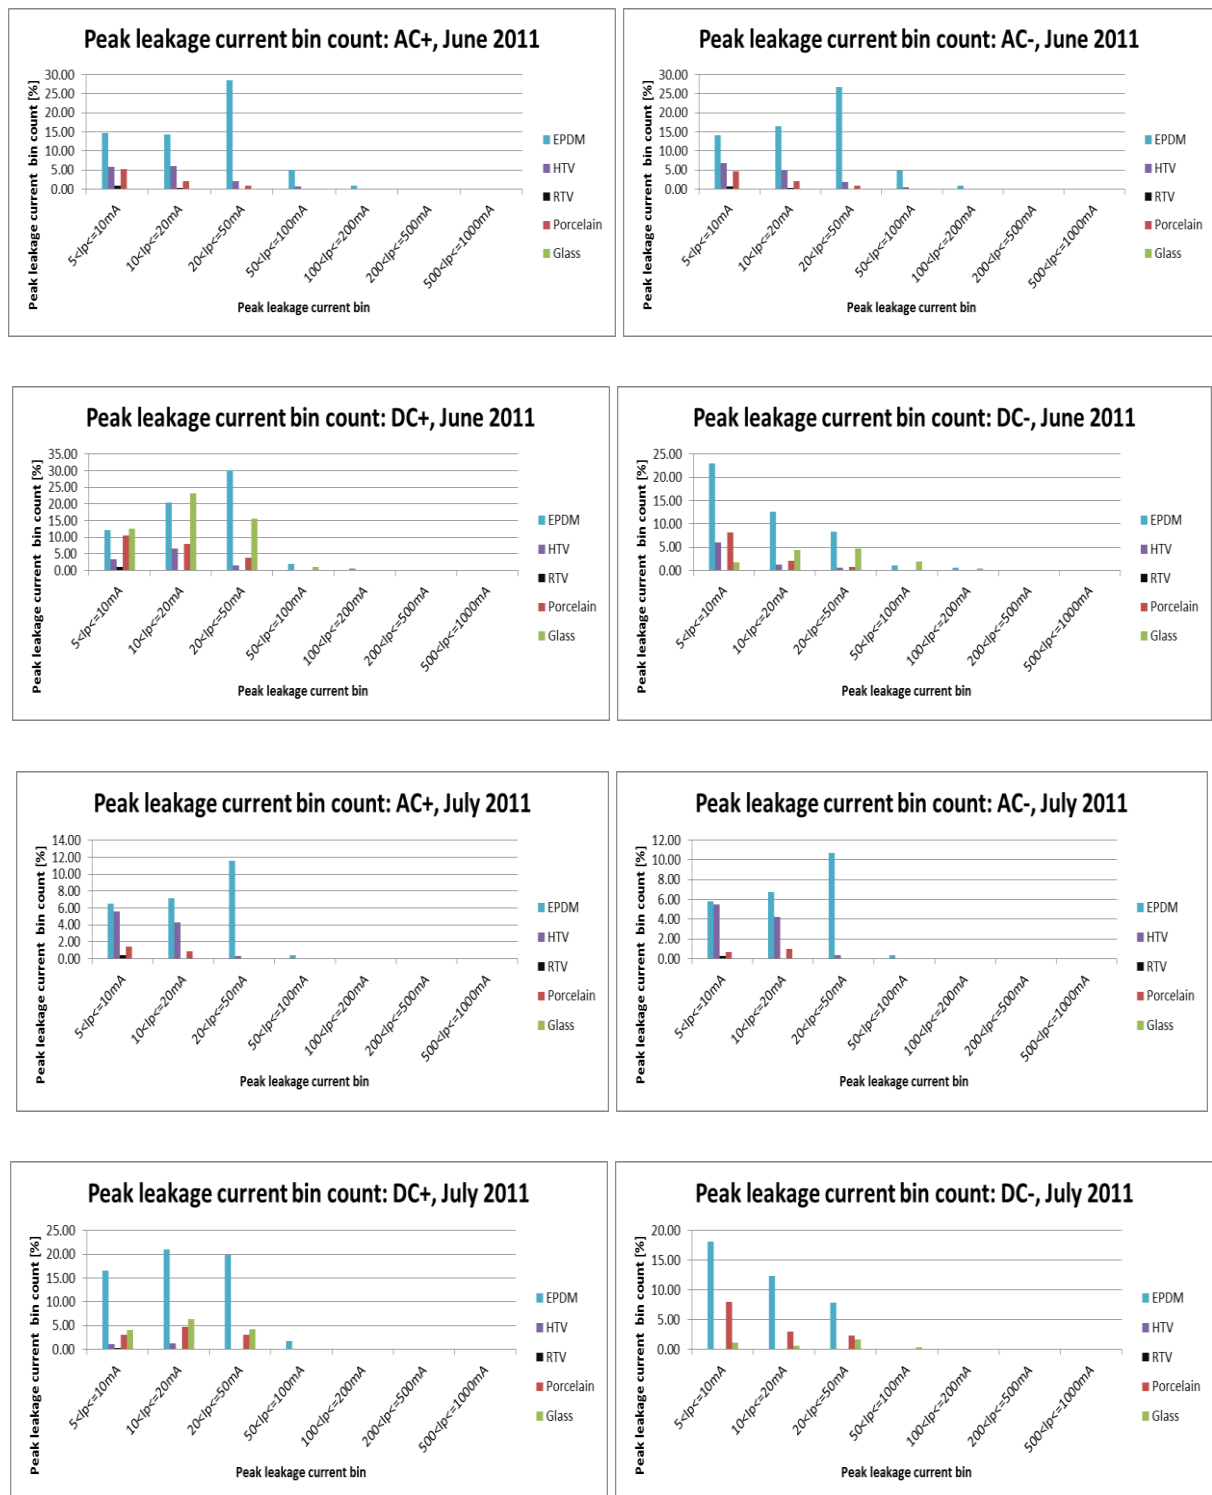 Peak leakage current bin count: AC+, June 2011
Peak leakage current bin count [%]
30.00
25.00
20.00
15.00
10.00
5.00
0.00
5<Ip<=10mA
10<Ip<=20mA
20<Ip<=50mA
50<Ip<=100mA
100<Ip<=200mA
200<Ip<=500mA
500<Ip<=1000mA
Peak leakage current bin
EPDM
HTV
RTV
Porcelain
Glass
Peak leakage current bin count: AC-, June 2011
Peak leakage current bin count [%]
30.00
25.00
20.00
15.00
10.00
5.00
0.00
5<Ip<=10mA
10<Ip<=20mA
20<Ip<=50mA
50<Ip<=100mA
100<Ip<=200mA
200<Ip<=500mA
500<Ip<=1000mA
Peak leakage current bin
EPDM
HTV
RTV
Porcelain
Glass
Peak leakage current bin count: DC+, June 2011
Peak leakage current bin count [%]
35.00
30.00
25.00
20.00
15.00
10.00
5.00
0.00
5<Ip<=10mA
10<Ip<=20mA
20<Ip<=50mA
50<Ip<=100mA
100<Ip<=200mA
200<Ip<=500mA
500<Ip<=1000mA
Peak leakage current bin
EPDM
HTV
RTV
Porcelain
Glass
Peak leakage current bin count: DC-, June 2011
Peak leakage current bin count [%]
25.00
20.00
15.00
10.00
5.00
0.00
5<Ip<=10mA
10<Ip<=20mA
20<Ip<=50mA
50<Ip<=100mA
100<Ip<=200mA
200<Ip<=500mA
500<Ip<=1000mA
Peak leakage current bin
EPDM
HTV
RTV
Porcelain
Glass
Peak leakage current bin count: AC+, July 2011
Peak leakage current bin count [%]
14.00
12.00
10.00
8.00
6.00
4.00
2.00
0.00
5<Ip<=10mA
10<Ip<=20mA
20<Ip<=50mA
50<Ip<=100mA
100<Ip<=200mA
200<Ip<=500mA
500<Ip<=1000mA
Peak leakage current bin
EPDM
HTV
RTV
Porcelain
Glass
Peak leakage current bin count: AC-, July 2011
Peak leakage current bin count [%]
12.00
10.00
8.00
6.00
4.00
2.00
0.00
5<Ip<=10mA
10<Ip<=20mA
20<Ip<=50mA
50<Ip<=100mA
100<Ip<=200mA
200<Ip<=500mA
500<Ip<=1000mA
Peak leakage current bin
EPDM
HTV
RTV
Porcelain
Glass
Peak leakage current bin count: DC+, July 2011
Peak leakage current bin count [%]
25.00
20.00
15.00
10.00
5.00
0.00
5<Ip<=10mA
10<Ip<=20mA
20<Ip<=50mA
50<Ip<=100mA
100<Ip<=200mA
200<Ip<=500mA
500<Ip<=1000mA
Peak leakage current bin
EPDM
HTV
RTV
Porcelain
Glass
Peak leakage current bin count: DC-, July 2011
Peak leakage current bin count [%]
20.00
15.00
10.00
5.00
0.00
5<Ip<=10mA
10<Ip<=20mA
20<Ip<=50mA
50<Ip<=100mA
100<Ip<=200mA
200<Ip<=500mA
500<Ip<=1000mA
Peak leakage current bin
EPDM
HTV
RTV
Porcelain
Glass